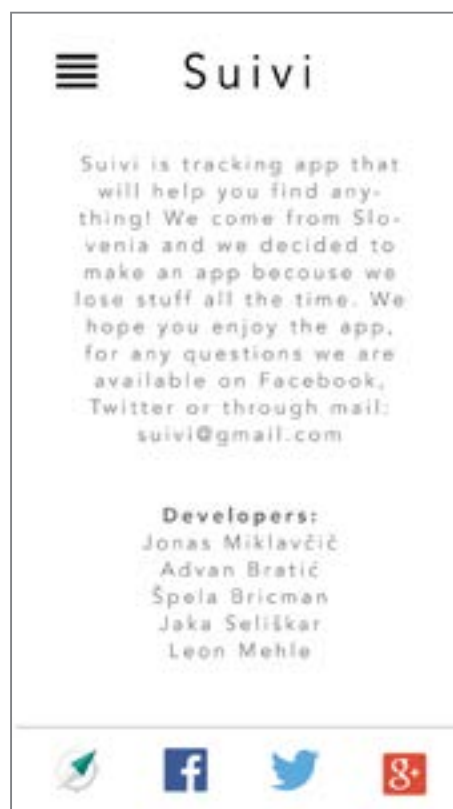 Suivi
Suivi is tracking app that
will help you find any-
thing! We come from Slo-
venia and we decided to
make an app becouse we
lose stuff all the time. We
hope you enjoy the app,
for any questions we are
available on Facebook,
Twitter or through mail:
suivi@gmail.com
Developers:
Jonas Miklavčič
Advan Bratić
Špela Bricman
Jaka Seliškar
Leon Mehle